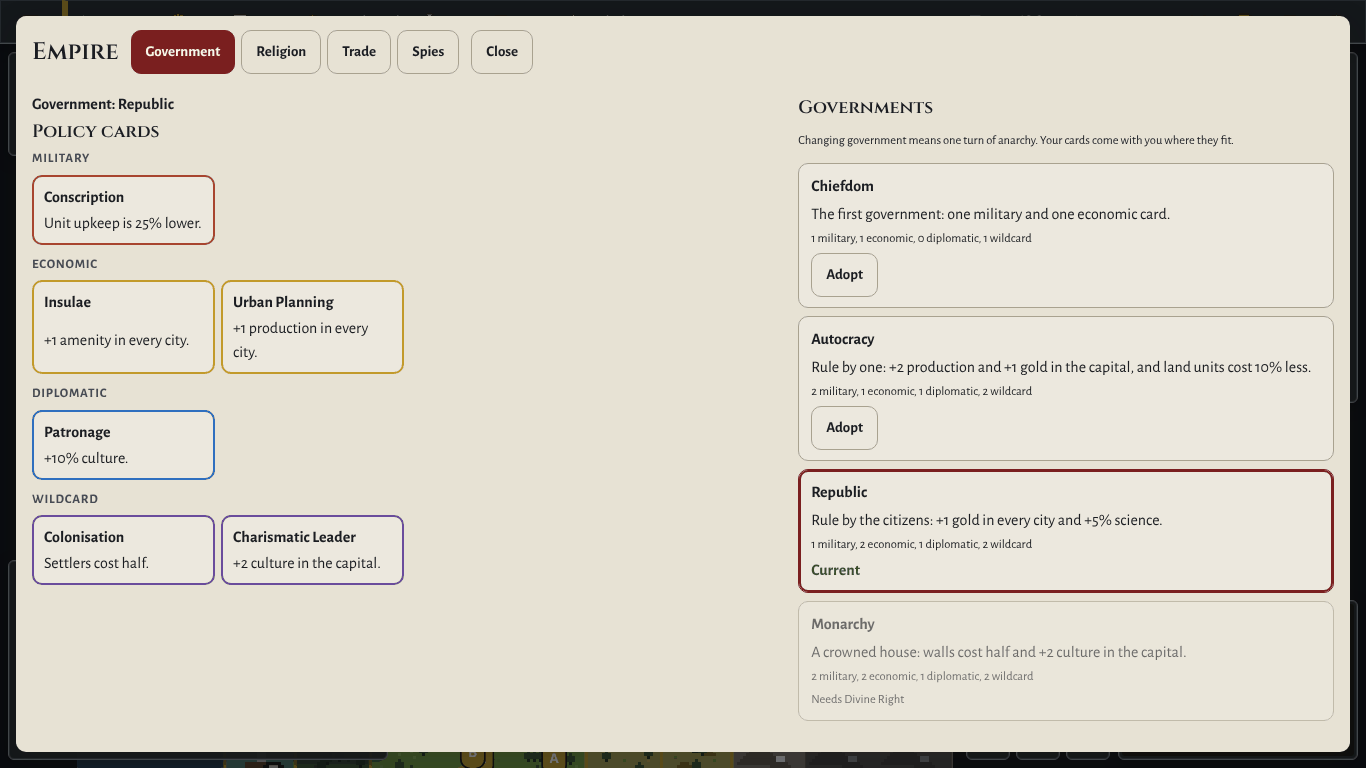 Empire
Government
Religion
Trade
Spies
Close
Government: Republic
Policy cards
MILITARY
Conscription
Unit upkeep is 25% lower.
ECONOMIC
Insulae
+1 amenity in every city.
Urban Planning
+1 production in every
city.
DIPLOMATIC
Patronage
+10% culture.
WILDCARD
Colonisation
Settlers cost half.
Charismatic Leader
+2 culture in the capital.
Governments
Changing government means one turn of anarchy. Your cards come with you where they fit.
Chiefdom
The first government: one military and one economic card.
1 military, 1 economic, 0 diplomatic, 1 wildcard
Adopt
Autocracy
Rule by one: +2 production and +1 gold in the capital, and land units cost 10% less.
2 military, 1 economic, 1 diplomatic, 2 wildcard
Adopt
Republic
Rule by the citizens: +1 gold in every city and +5% science.
1 military, 2 economic, 1 diplomatic, 2 wildcard
Current
Monarchy
A crowned house: walls cost half and +2 culture in the capital.
2 military, 2 economic, 1 diplomatic, 2 wildcard
Needs Divine Right
A